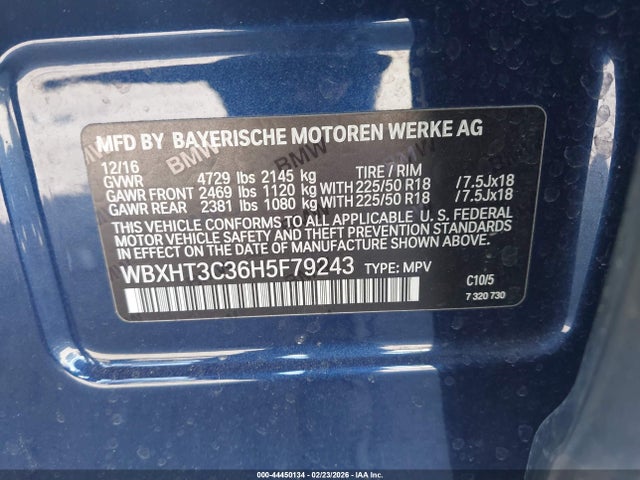 MFD BY BAYERISCHE MOTOREN WERKE AG
12/16
GVWR 4729 lbs 2145 kg TIRE / RIM
GAWR FRONT 2469 lbs 1120 kg WITH 225/50 R18 / 7.5Jx18
GAWR REAR 2381 lbs 1080 kg WITH 225/50 R18 / 7.5Jx18
THIS VEHICLE CONFORMS TO ALL APPLICABLE U. S. FEDERAL
MOTOR VEHICLE SAFETY AND THEFT PREVENTION STANDARDS
IN EFFECT ON THE DATE OF MANUFACTURE SHOWN ABOVE.
WBXHT3C36H5F79243 TYPE: MPV
C10/5
7 320 730
000-44450134 - 02/23/2026 - IAA Inc.